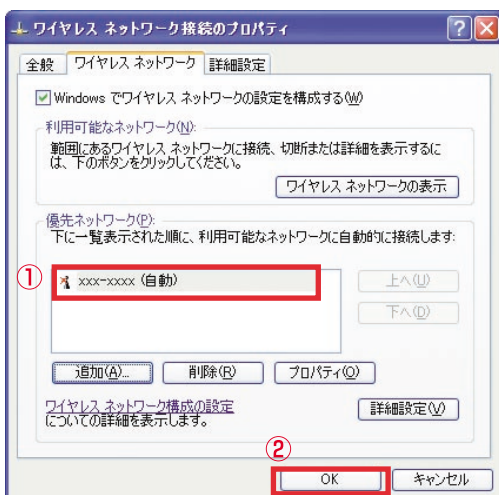 ワイヤレス ネットワーク接続のプロパティ
全般 ワイヤレス ネットワーク 詳細設定
Windows でワイヤレス ネットワークの設定を構成する(W)
利用可能なネットワーク(N):
範囲にあるワイヤレス ネットワークに接続、切断または詳細を表示するに
は、下のボタンをクリックしてください。
ワイヤレス ネットワークの表示
優先ネットワーク(P):
下に一覧表示された順に、利用可能なネットワークに自動的に接続します:
① xxx-xxxx (自動)
上へ(U)
下へ(D)
追加(A)... 削除(R) プロパティ(O)
ワイヤレス ネットワーク構成の設定
についての詳細を表示します。
詳細設定(V)
②
OK キャンセル